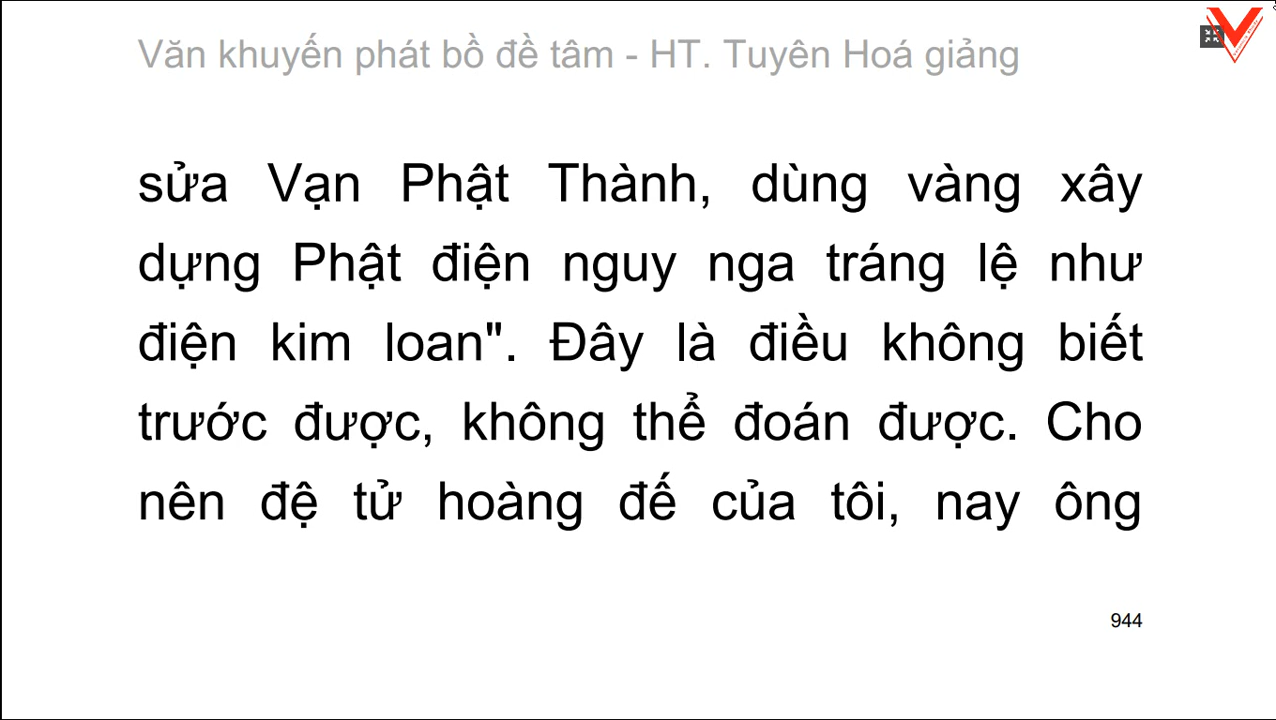 Văn khuyến phát bồ đề tâm - HT. Tuyên Hoá giảng
sửa Vạn Phật Thành, dùng vàng xây
dựng Phật điện nguy nga tráng lệ như
điện kim loan". Đây là điều không biết
trước được, không thể đoán được. Cho
nên đệ tử hoàng đế của tôi, nay ông
944